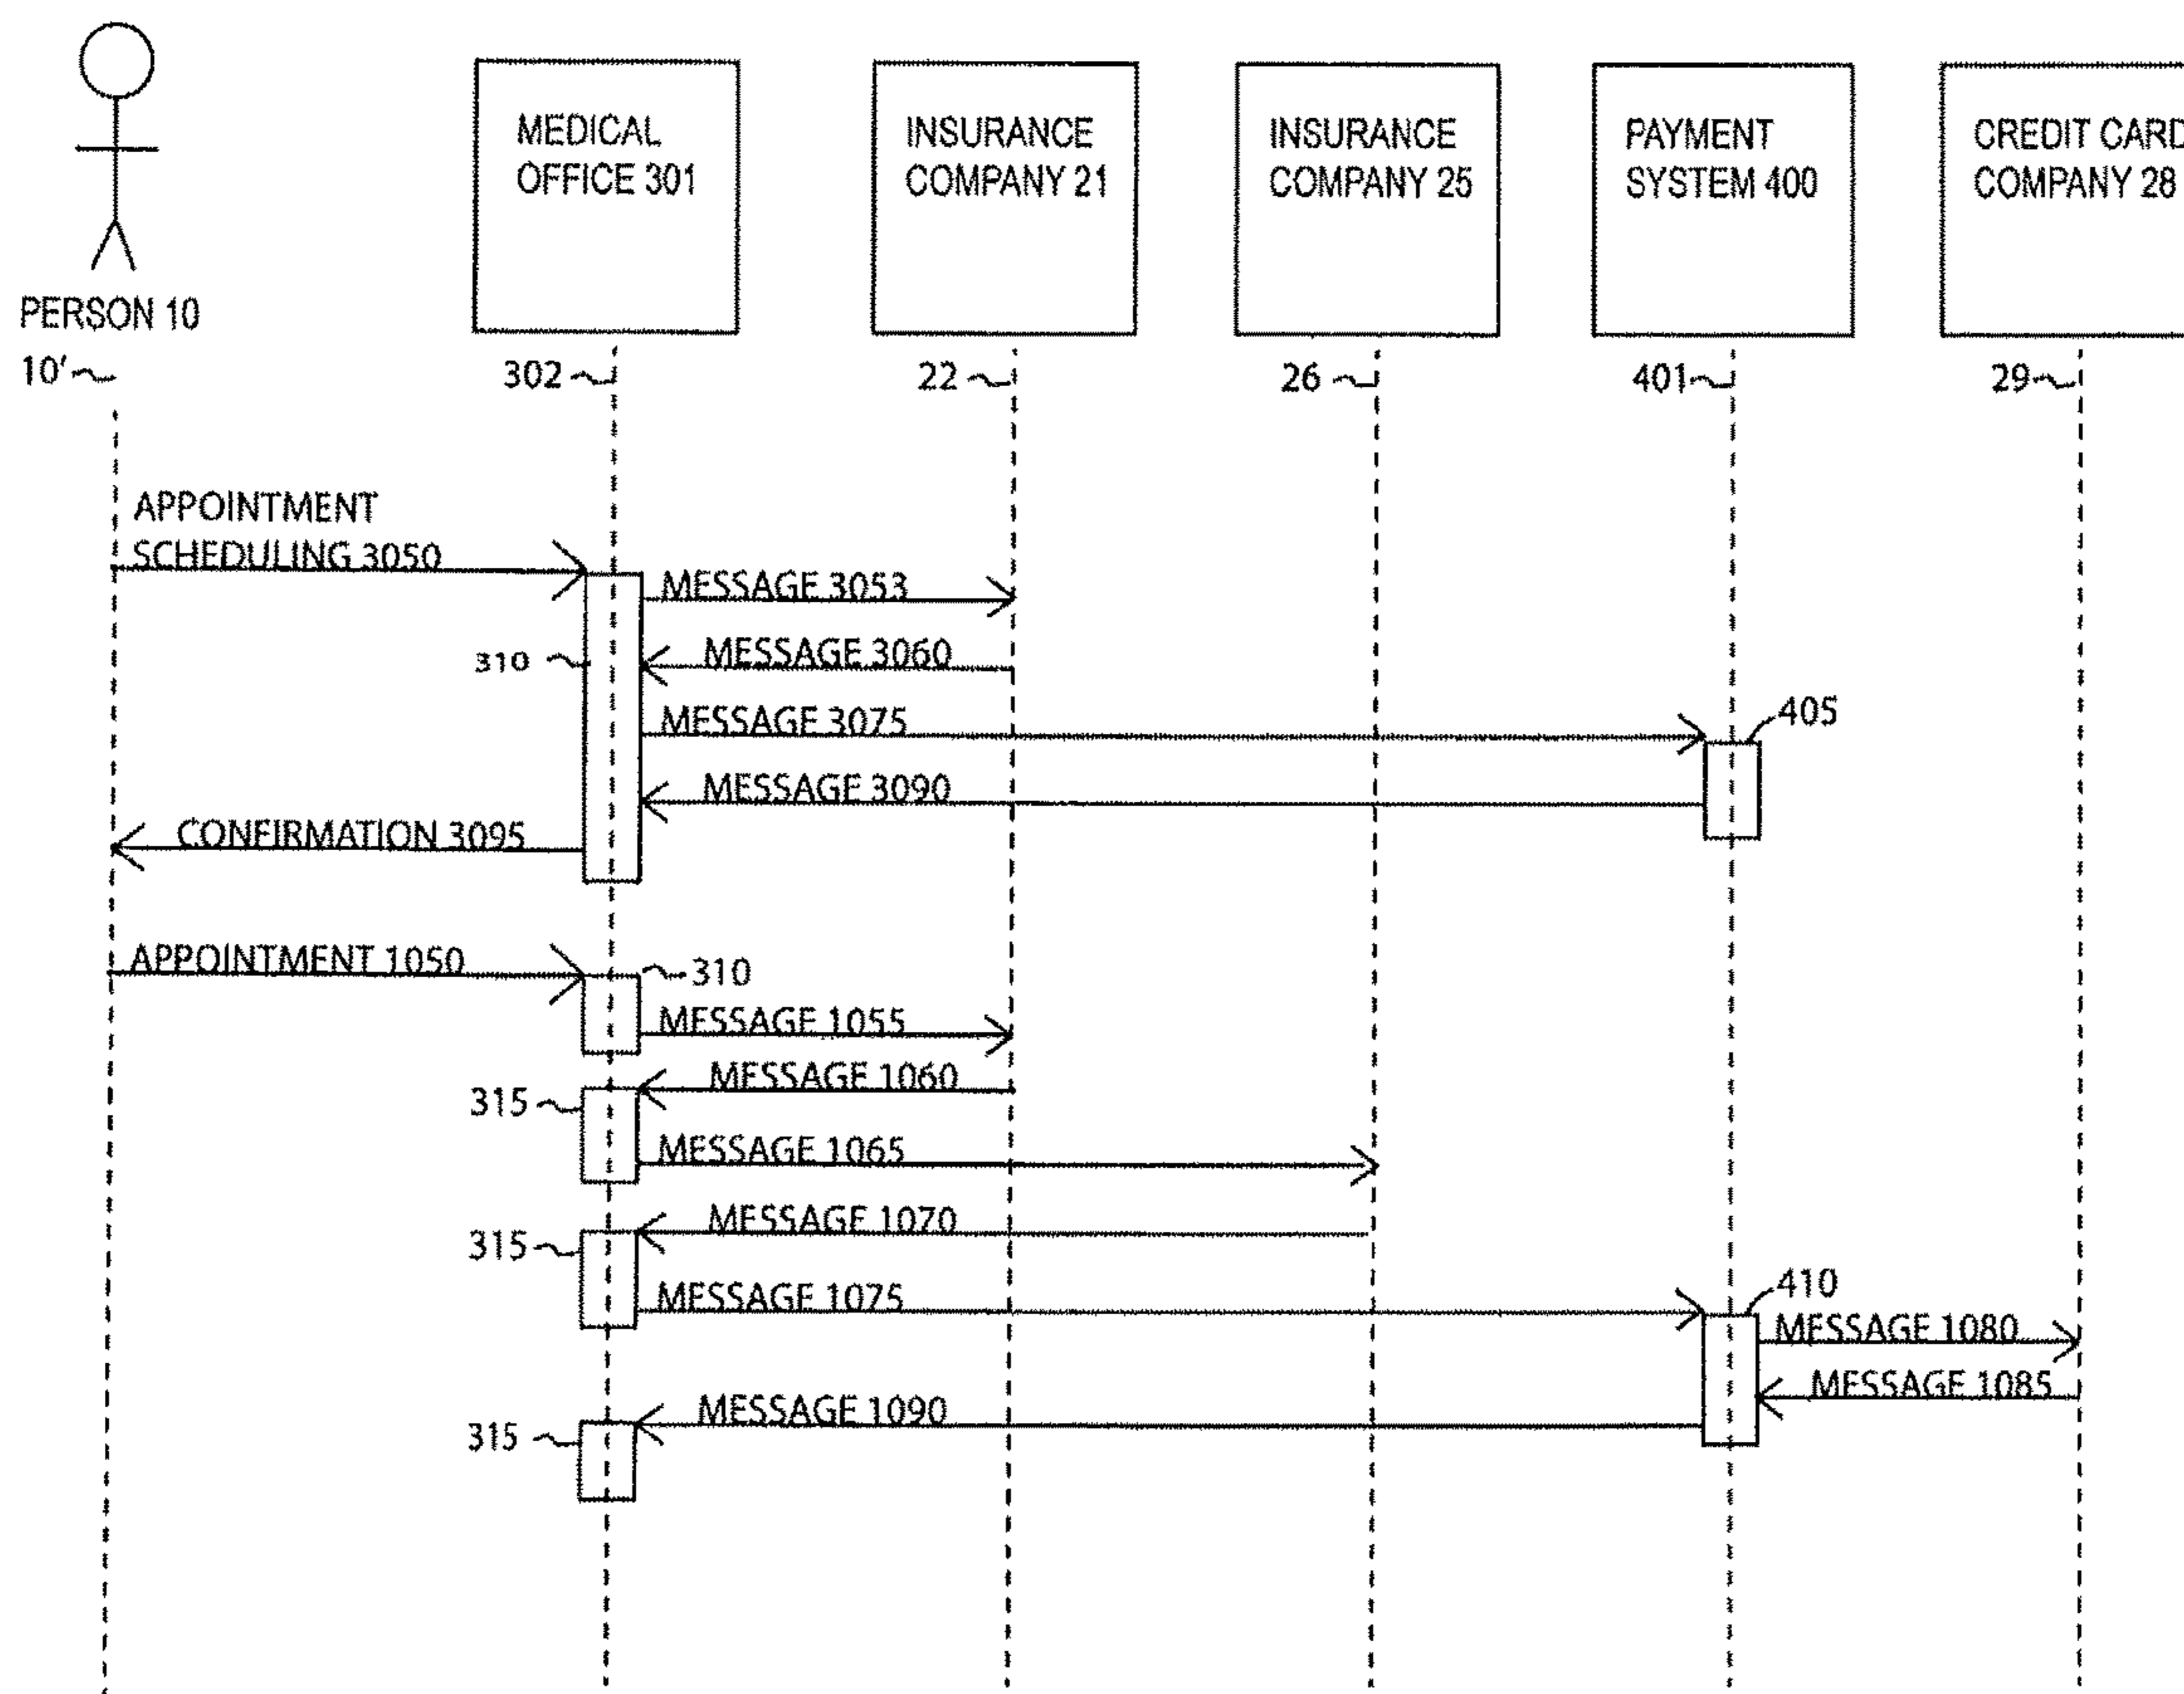 MEDICAL
OFFICE 301
INSURANCE
COMPANY 21
INSURANCE
COMPANY 25
PAYMENT
SYSTEM 400
CREDIT CARD
COMPANY 28
PERSON 10
10'
302
22
26
401
29
APPOINTMENT
SCHEDULING 3050
MESSAGE 3053
310
MESSAGE 3060
MESSAGE 3075
405
MESSAGE 3090
CONFIRMATION 3095
APPOINTMENT 1050
310
MESSAGE 1055
315
MESSAGE 1060
MESSAGE 1065
315
MESSAGE 1070
MESSAGE 1075
410
MESSAGE 1080
MESSAGE 1085
315
MESSAGE 1090